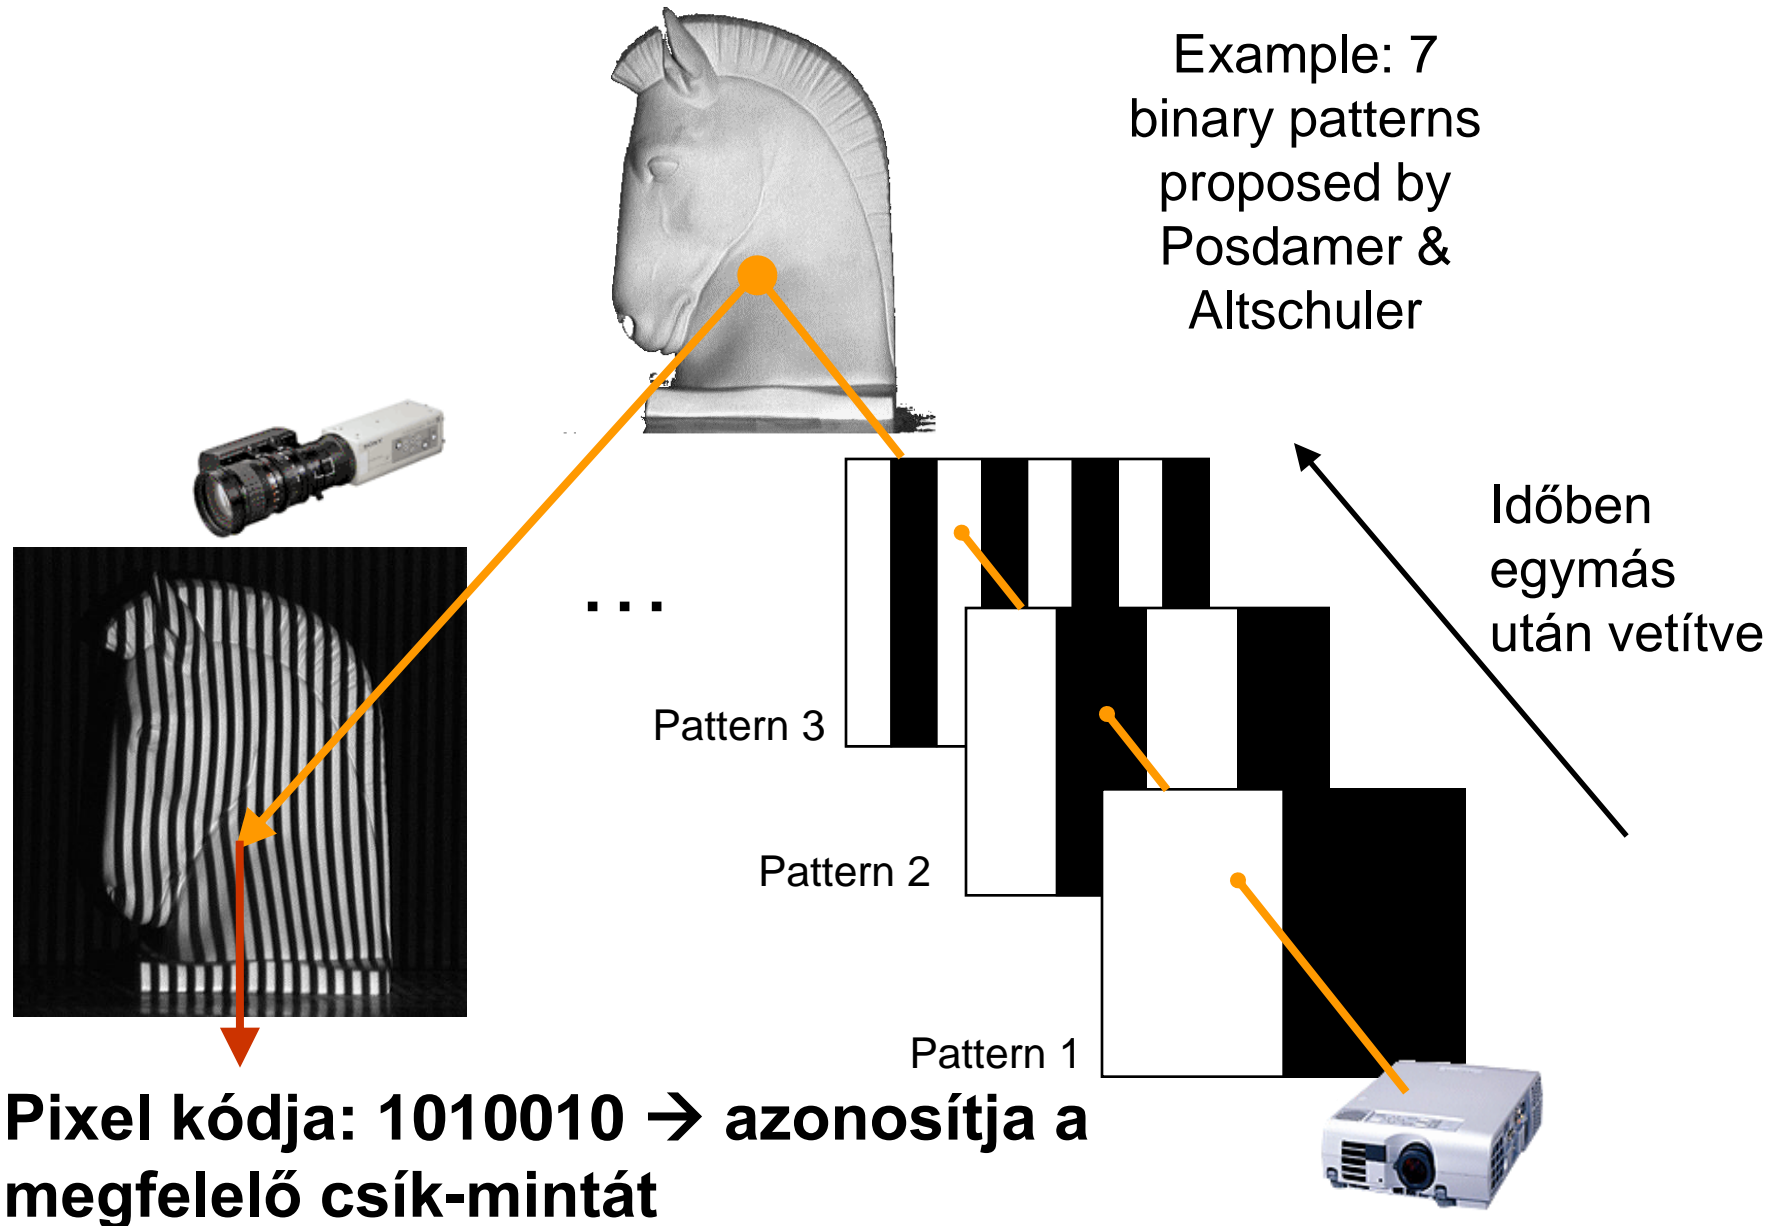 Example: 7
binary patterns
proposed by
Posdamer &
Altschuler
Időben
egymás
után vetítve
...
Pattern 3
Pattern 2
Pattern 1
Pixel kódja: 1010010 → azonosítja a
megfelelő csík-mintát